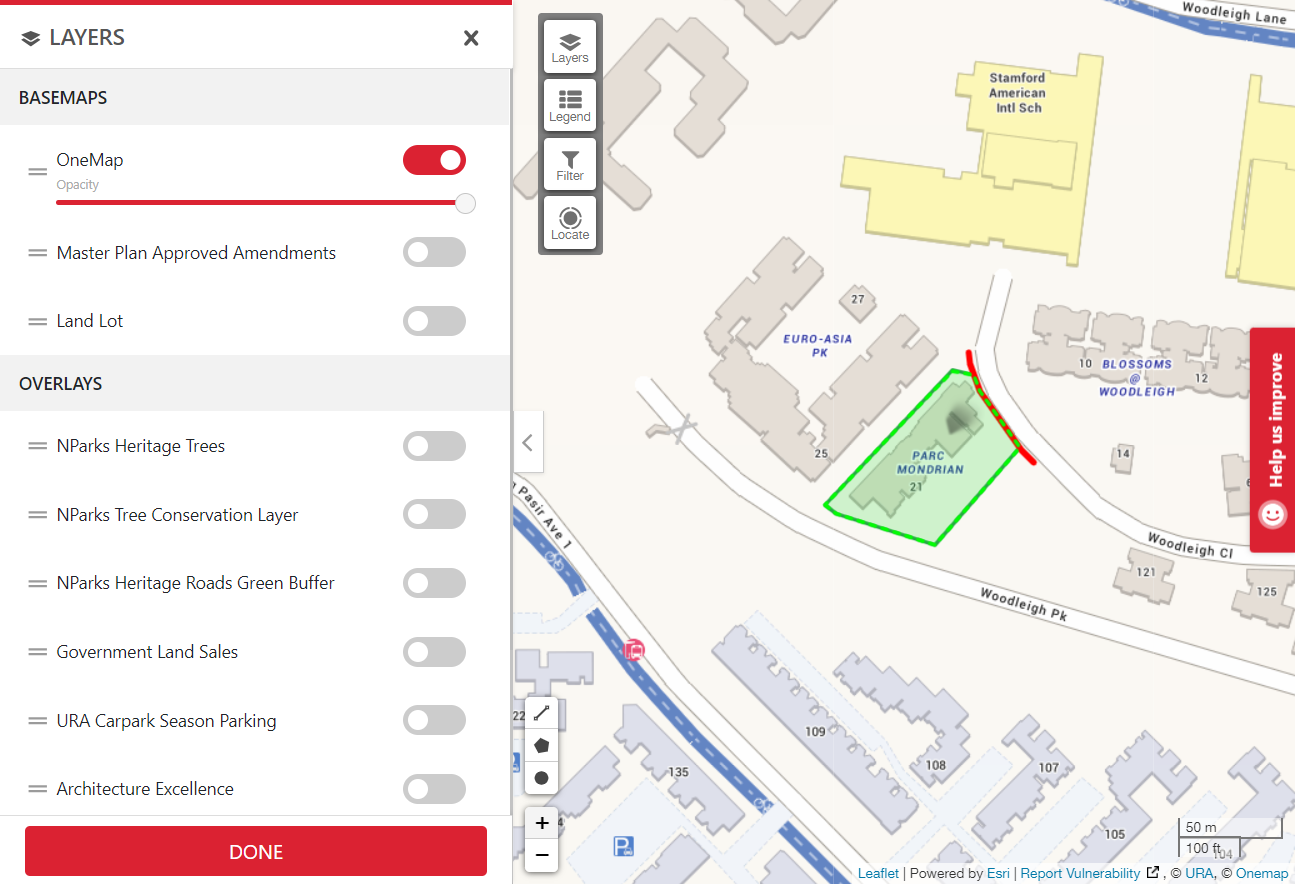 LAYERS
BASEMAPS
OneMap
Opacity
Master Plan Approved Amendments
Land Lot
OVERLAYS
NParks Heritage Trees
NParks Tree Conservation Layer
NParks Heritage Roads Green Buffer
Government Land Sales
URA Carpark Season Parking
Architecture Excellence
DONE
Layers
Legend
Filter
Locate
Woodleigh Lane
Stamford
American
Intl Sch
27
EURO-ASIA
PK
10
BLOSSOMS
@
WOODLEIGH
12
25
PARC
MONDRIAN
21
14
Pasir Ave 1
Woodleigh Cl
121
125
Woodleigh Pk
22
109
108
107
135
105
104
+
−
50 m
100 ft
Help us improve
Leaflet | Powered by Esri | Report Vulnerability , © URA, © Onemap